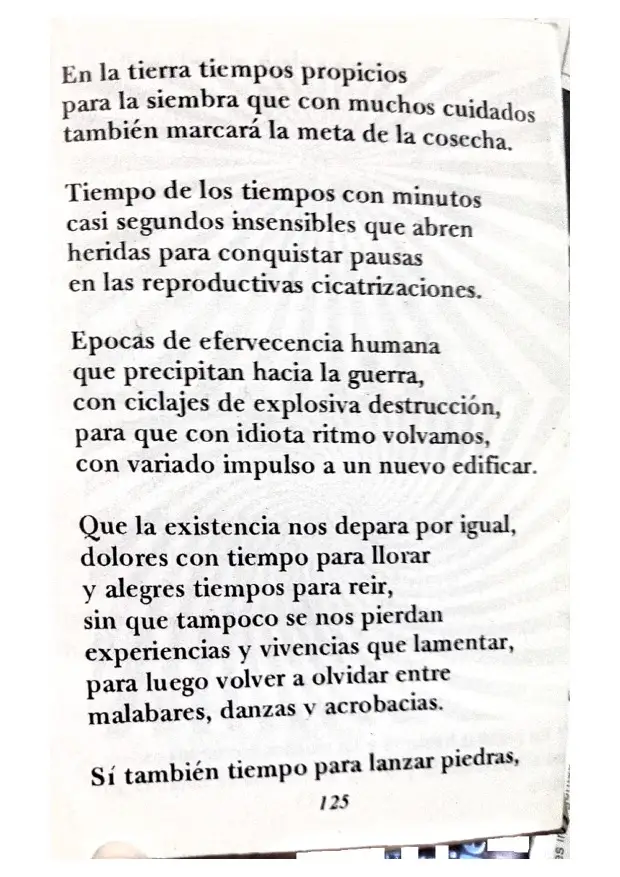 En la tierra tiempos propicios
para la siembra que con muchos cuidados
también marcará la meta de la cosecha.
Tiempo de los tiempos con minutos
casi segundos insensibles que abren
heridas para conquistar pausas
en las reproductivas cicatrizaciones.
Epocas de efervecencia humana
que precipitan hacia la guerra,
con ciclajes de explosiva destrucción,
para que con idiota ritmo volvamos,
con variado impulso a un nuevo edificar.
Que la existencia nos depara por igual,
dolores con tiempo para llorar
y alegres tiempos para reir,
sin que tampoco se nos pierdan
experiencias y vivencias que lamentar,
para luego volver a olvidar entre
malabares, danzas y acrobacias.
Sí también tiempo para lanzar piedras,
125